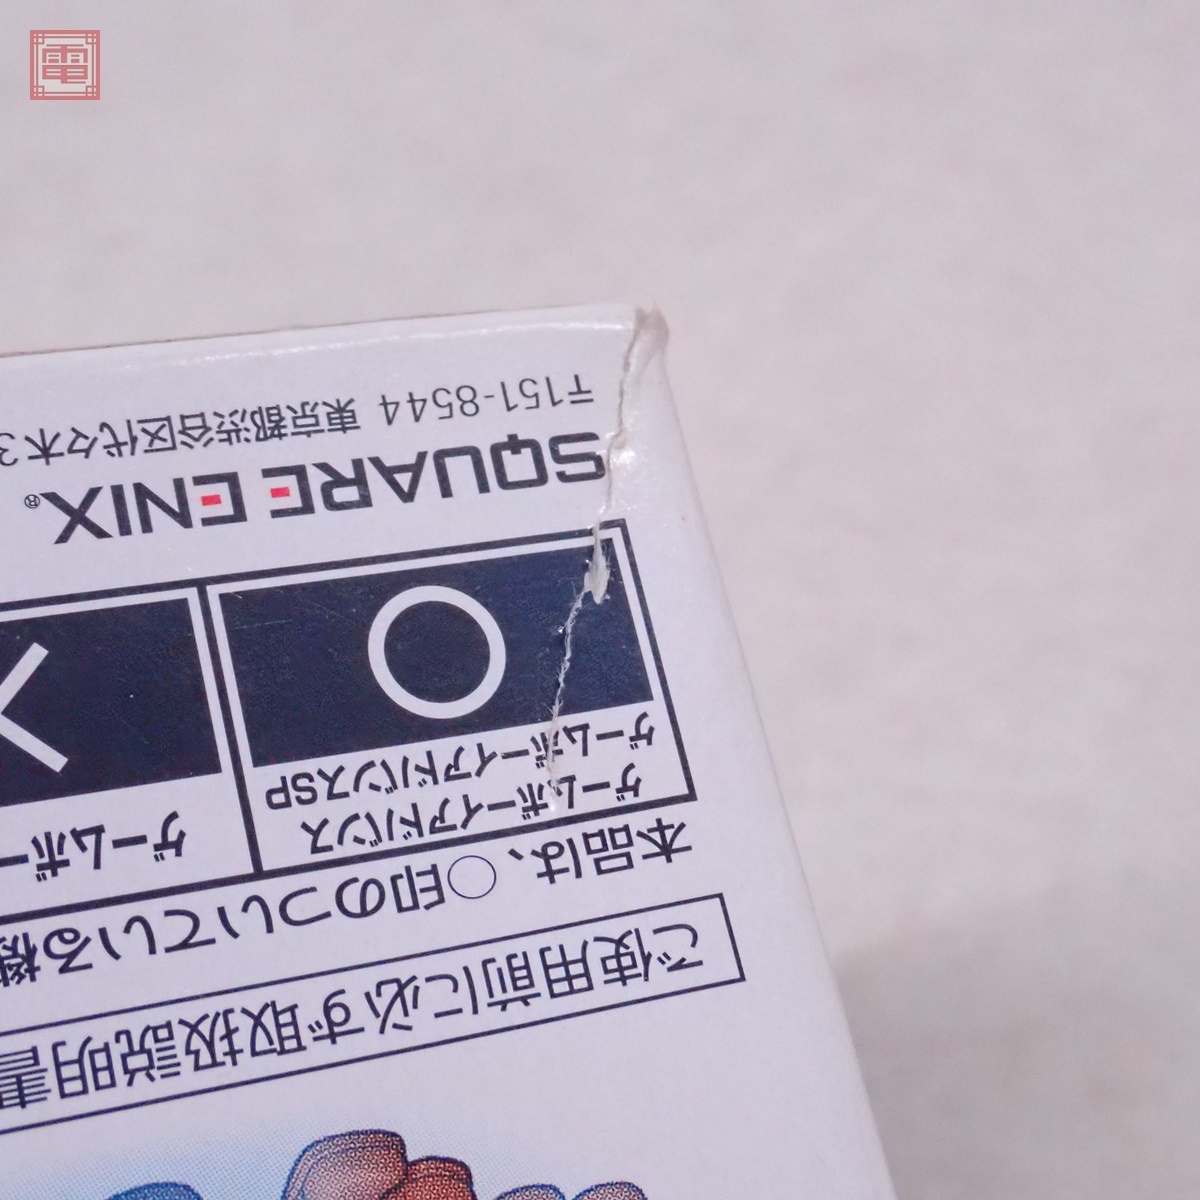 電
ご使用前に必ず取扱説明書
本品は、○印のついている機
ゲームボーイアドバンス
ゲームボーイアドバンスSP
○
ゲームボー
×
SQUARE ENIX®
〒151-8544 東京都渋谷区代々木3